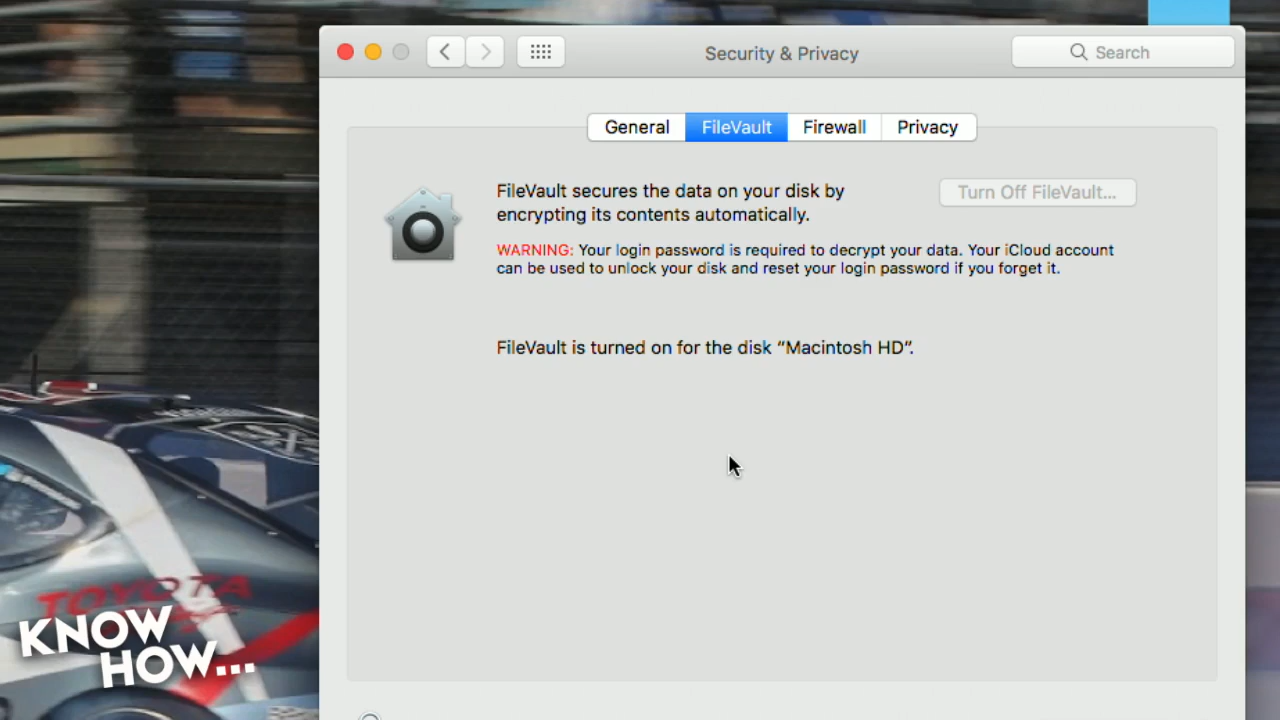 Security & Privacy
Search
General
FileVault
Firewall
Privacy
FileVault secures the data on your disk by
encrypting its contents automatically.
Turn Off FileVault...
WARNING: Your login password is required to decrypt your data. Your iCloud account
can be used to unlock your disk and reset your login password if you forget it.
FileVault is turned on for the disk “Macintosh HD”.
TOYOTA
KNOW
HOW...